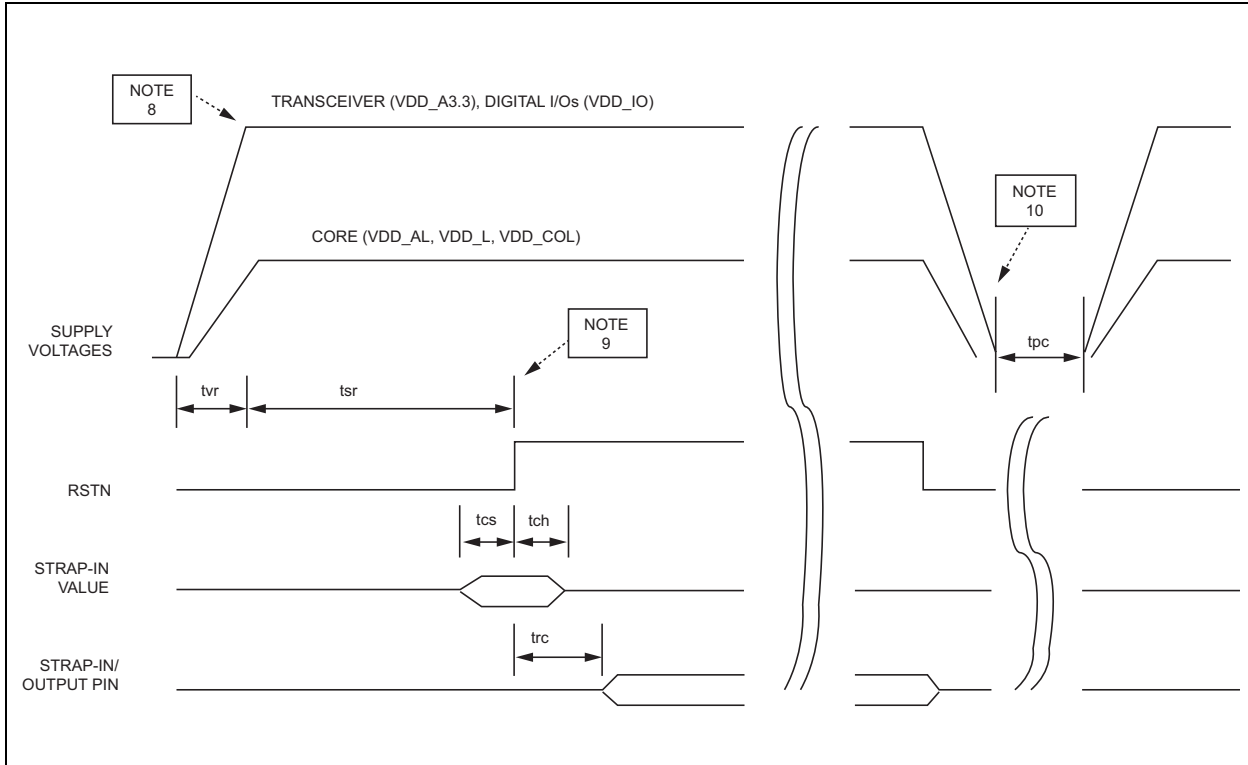 NOTE
8
TRANSCEIVER (VDD_A3.3), DIGITAL I/Os (VDD_IO)
NOTE
10
CORE (VDD_AL, VDD_L, VDD_COL)
SUPPLY
VOLTAGES
NOTE
9
tpc
tvr
tsr
RSTN
tcs
tch
STRAP-IN
VALUE
trc
STRAP-IN/
OUTPUT PIN